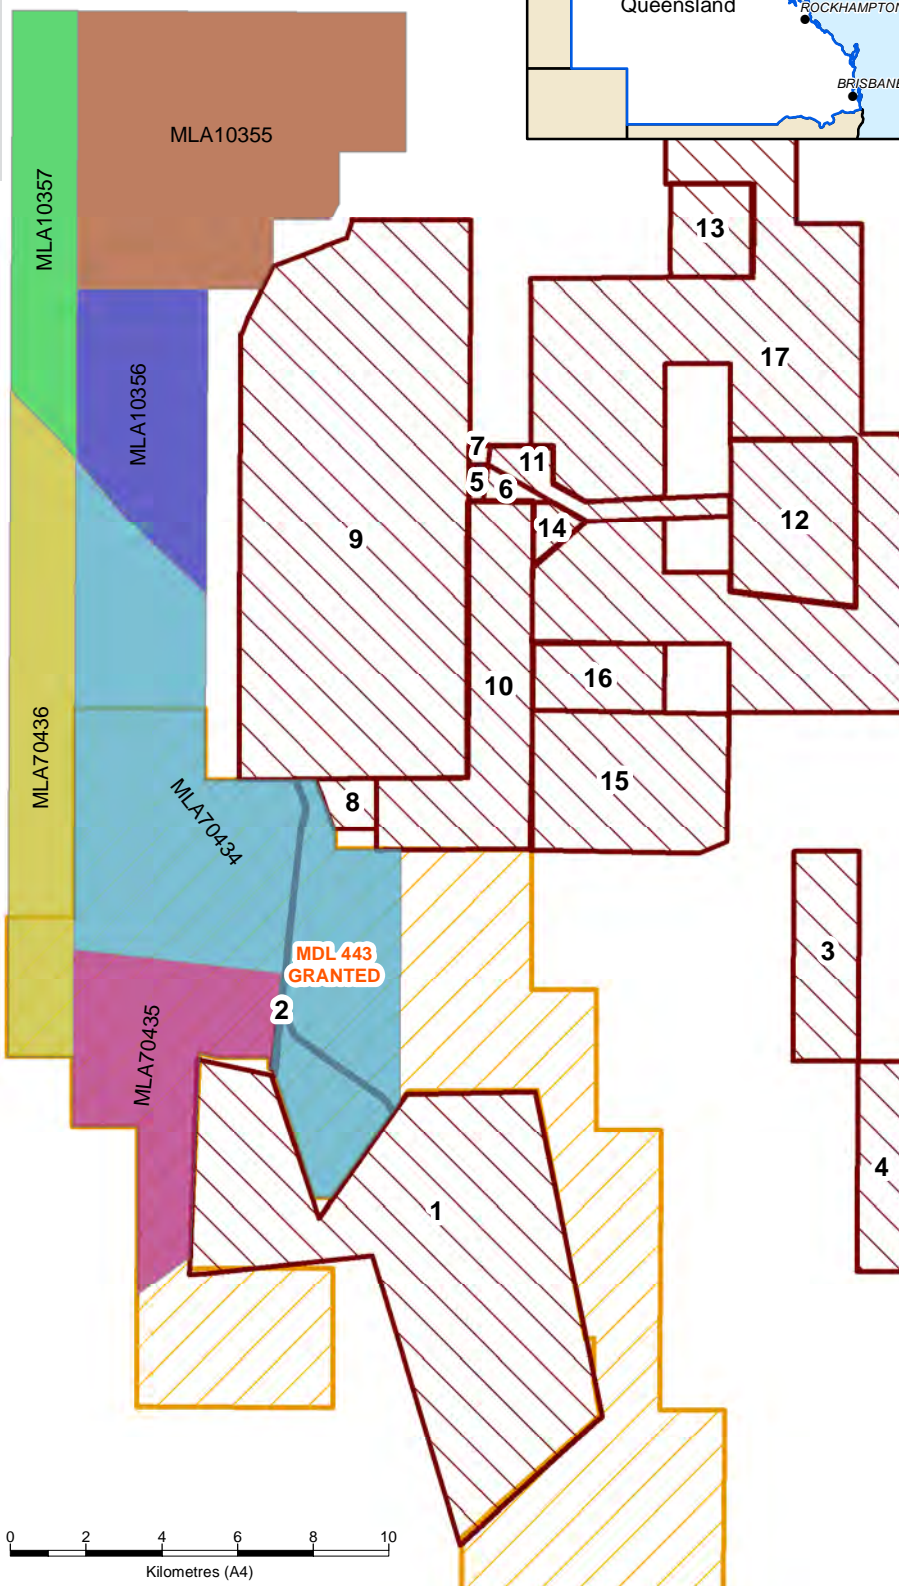 Queensland
ROCKHAMPTON
BRISBANE
MLA10355
MLA10357
13
17
MLA10356
7
11
5
6
14
12
9
16
10
MLA70436
15
8
MLA70434
MDL 443
GRANTED
3
2
MLA70435
4
1
0 2 4 6 8 10
Kilometres (A4)